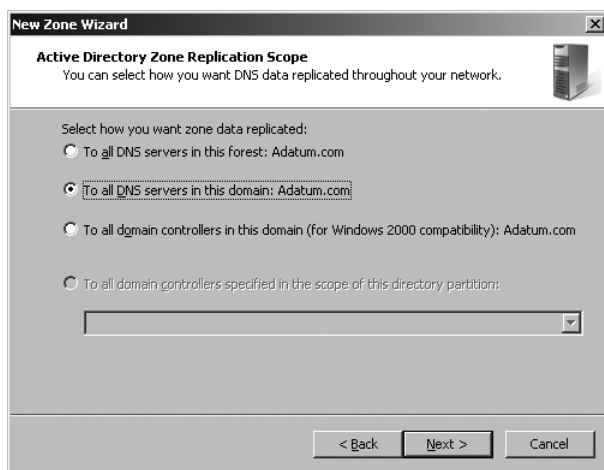 New Zone Wizard
Active Directory Zone Replication Scope
You can select how you want DNS data replicated throughout your network.
Select how you want zone data replicated:
To all DNS servers in this forest: Adatum.com
To all DNS servers in this domain: Adatum.com
To all domain controllers in this domain (for Windows 2000 compatibility): Adatum.com
To all domain controllers specified in the scope of this directory partition:
< Back Next > Cancel